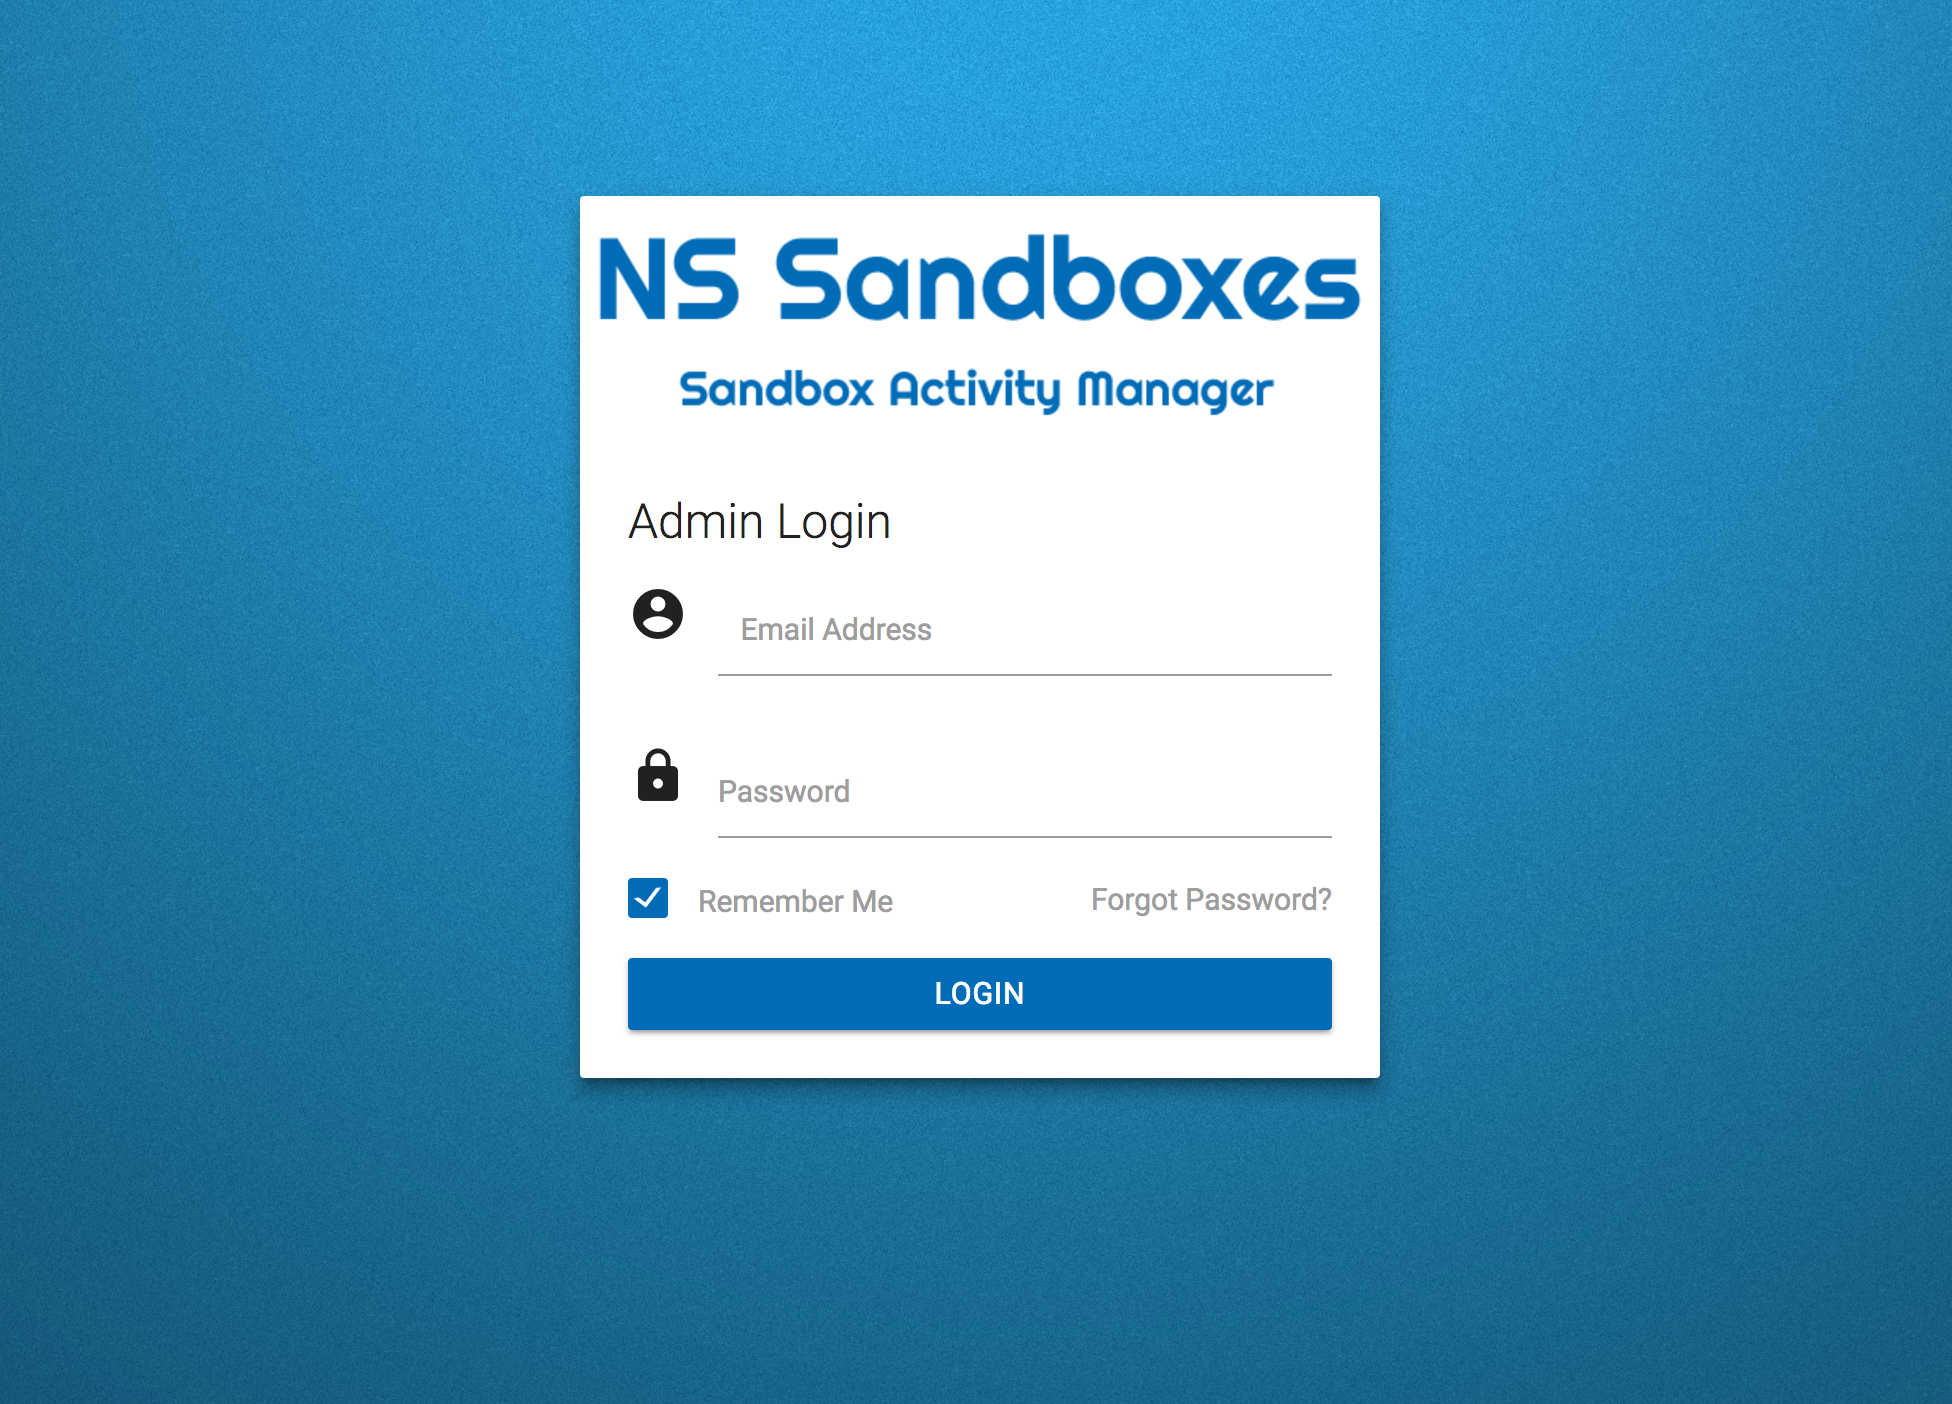 NS Sandboxes
Sandbox Activity Manager
Admin Login
Email Address
Password
Remember Me
Forgot Password?
LOGIN